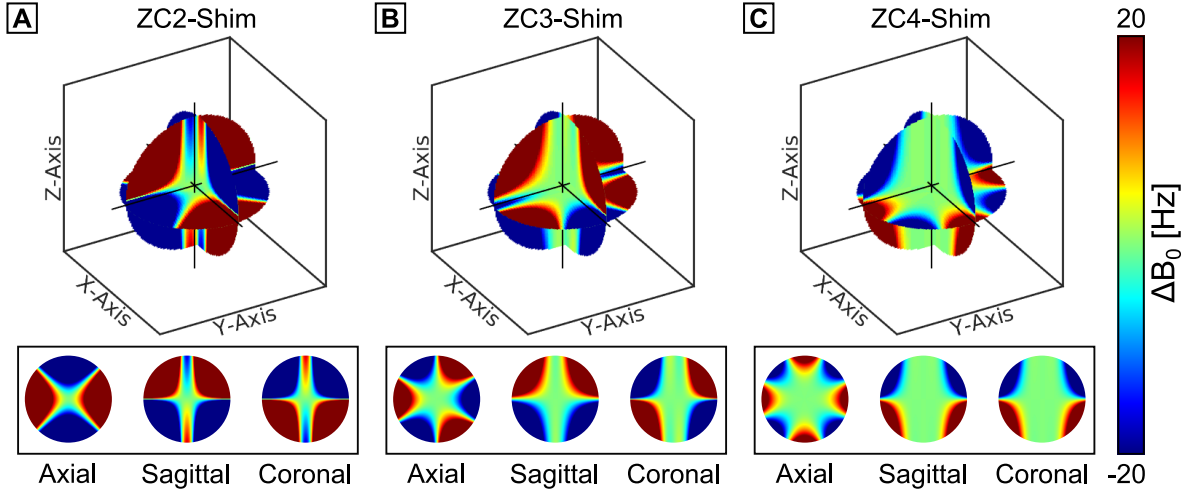 A ZC2-Shim B ZC3-Shim C ZC4-Shim 20
Z-Axis Z-Axis Z-Axis
X-Axis Y-Axis X-Axis Y-Axis X-Axis Y-Axis
ΔB0 [Hz]
Axial Sagittal Coronal Axial Sagittal Coronal Axial Sagittal Coronal -20